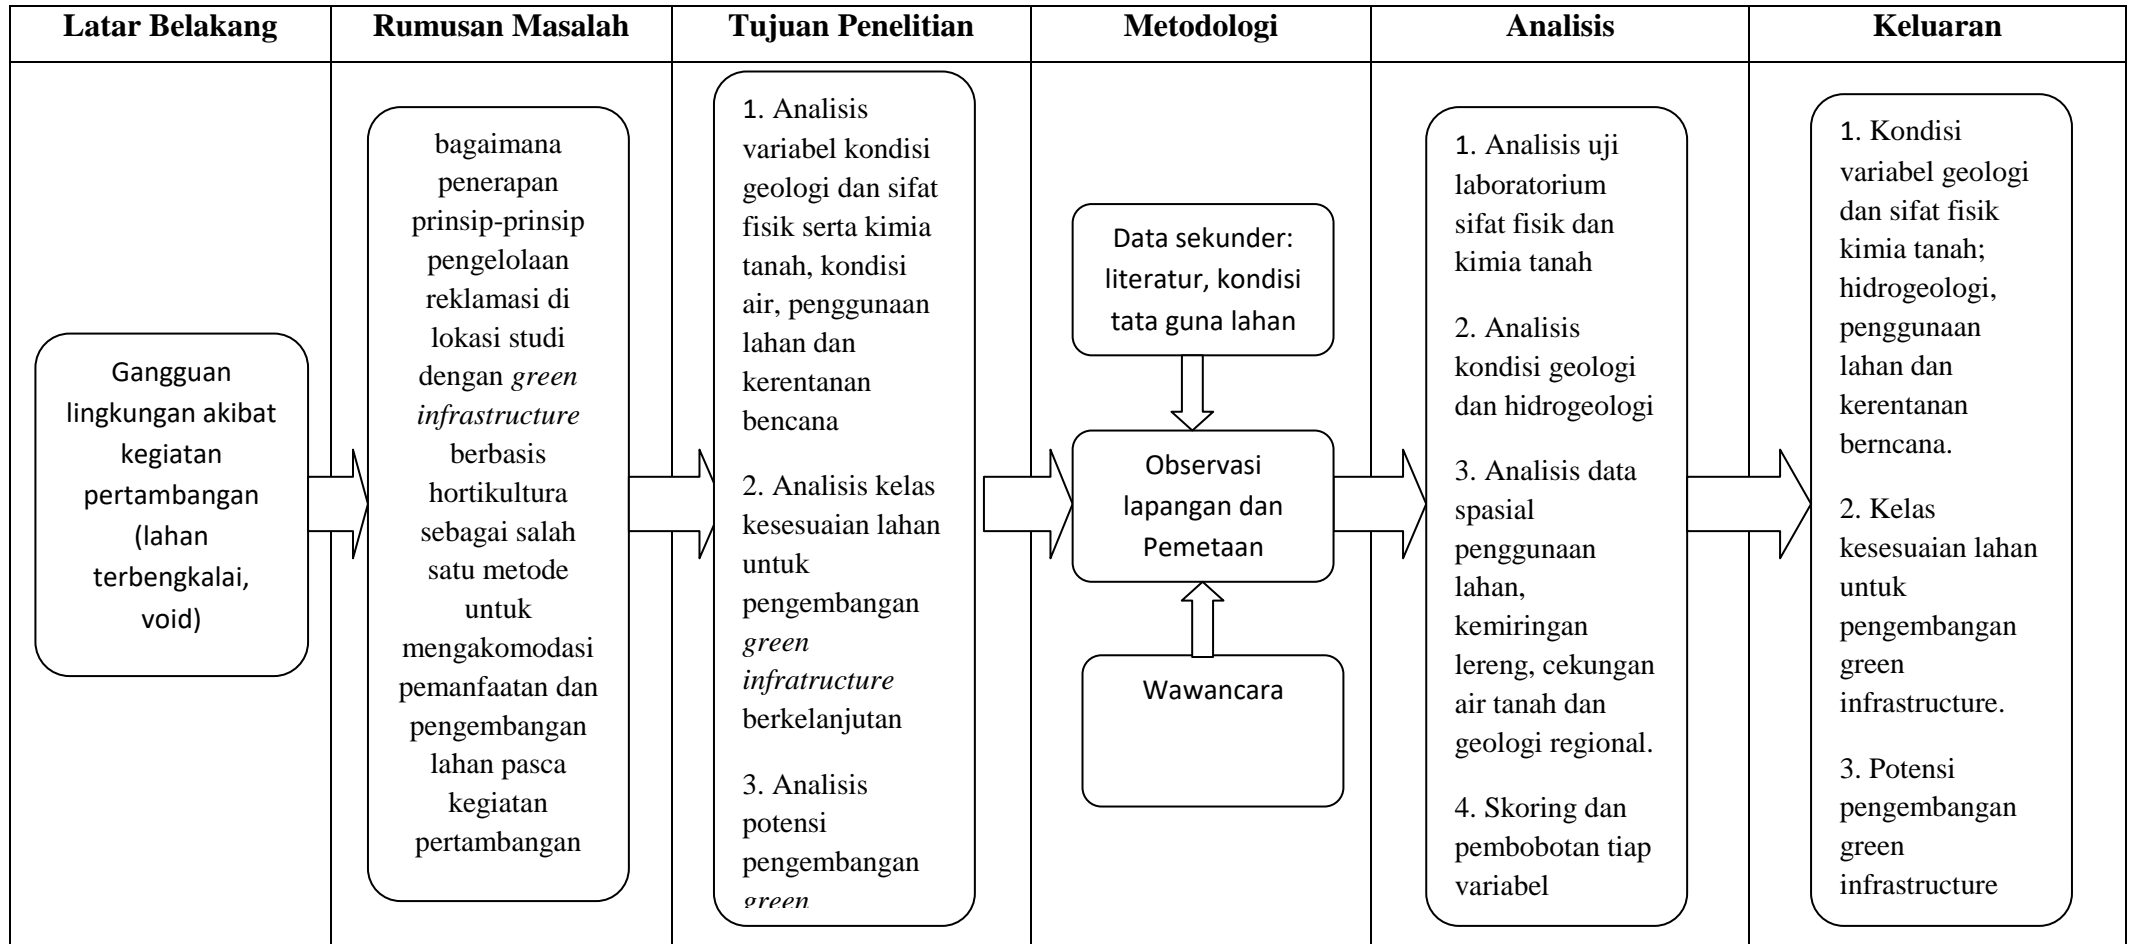 Latar Belakang
Rumusan Masalah
Tujuan Penelitian
Metodologi
Analisis
Keluaran
Gangguan
lingkungan akibat
kegiatan
pertambangan
(lahan
terbengkalai,
void)
bagaimana
penerapan
prinsip-prinsip
pengelolaan
reklamasi di
lokasi studi
dengan green
infrastructure
berbasis
hortikultura
sebagai salah
satu metode
untuk
mengakomodasi
pemanfaatan dan
pengembangan
lahan pasca
kegiatan
pertambangan
1. Analisis
variabel kondisi
geologi dan sifat
fisik serta kimia
tanah, kondisi
air, penggunaan
lahan dan
kerentanan
bencana
2. Analisis kelas
kesesuaian lahan
untuk
pengembangan
green
infratructure
berkelanjutan
3. Analisis
potensi
pengembangan
green
Data sekunder:
literatur, kondisi
tata guna lahan
Observasi
lapangan dan
Pemetaan
Wawancara
1. Analisis uji
laboratorium
sifat fisik dan
kimia tanah
2. Analisis
kondisi geologi
dan hidrogeologi
3. Analisis data
spasial
penggunaan
lahan,
kemiringan
lereng, cekungan
air tanah dan
geologi regional.
4. Skoring dan
pembobotan tiap
variabel
1. Kondisi
variabel geologi
dan sifat fisik
kimia tanah;
hidrogeologi,
penggunaan
lahan dan
kerentanan
berncana.
2. Kelas
kesesuaian lahan
untuk
pengembangan
green
infrastructure.
3. Potensi
pengembangan
green
infrastructure